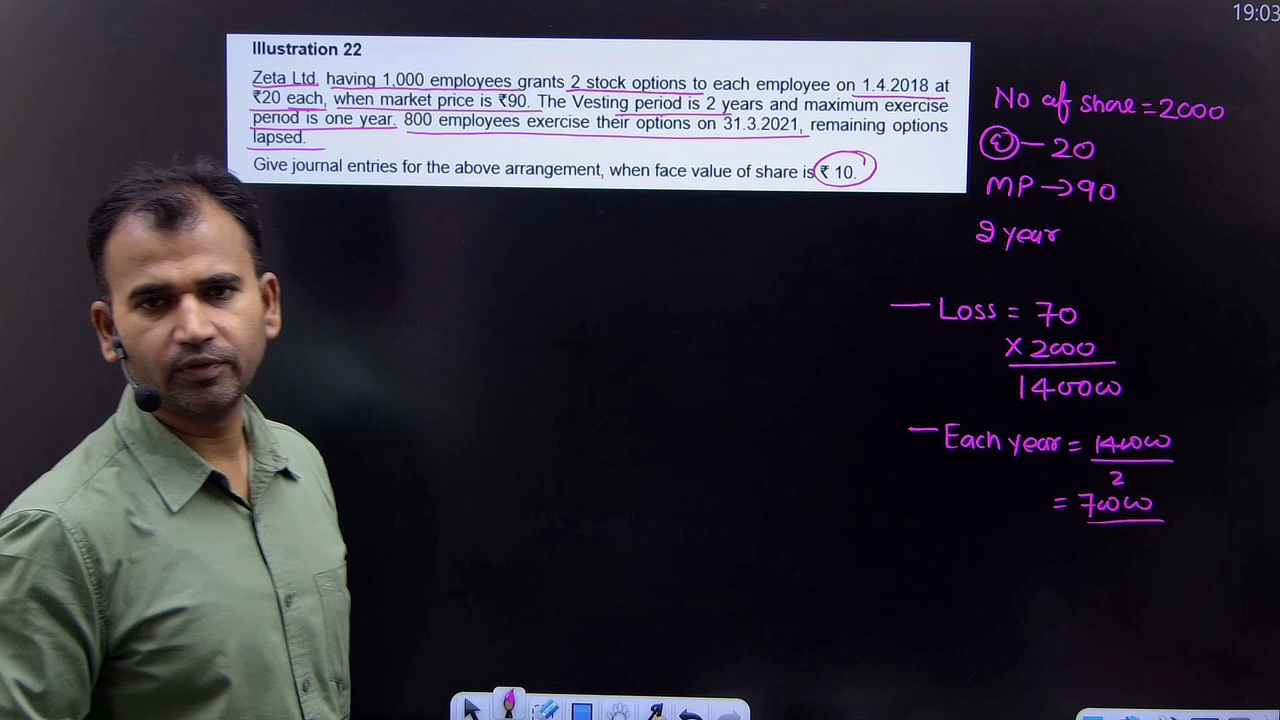 19:03
Illustration 22
Zeta Ltd. having 1,000 employees grants 2 stock options to each employee on 1.4.2018 at
₹20 each, when market price is ₹90. The Vesting period is 2 years and maximum exercise
period is one year. 800 employees exercise their options on 31.3.2021, remaining options
lapsed.
Give journal entries for the above arrangement, when face value of share is ₹ 10.
No of share = 2000
@ — 20
MP → 90
2 year
— Loss = 70
X 2000
140000
— Each year = 140000
2
= 70000